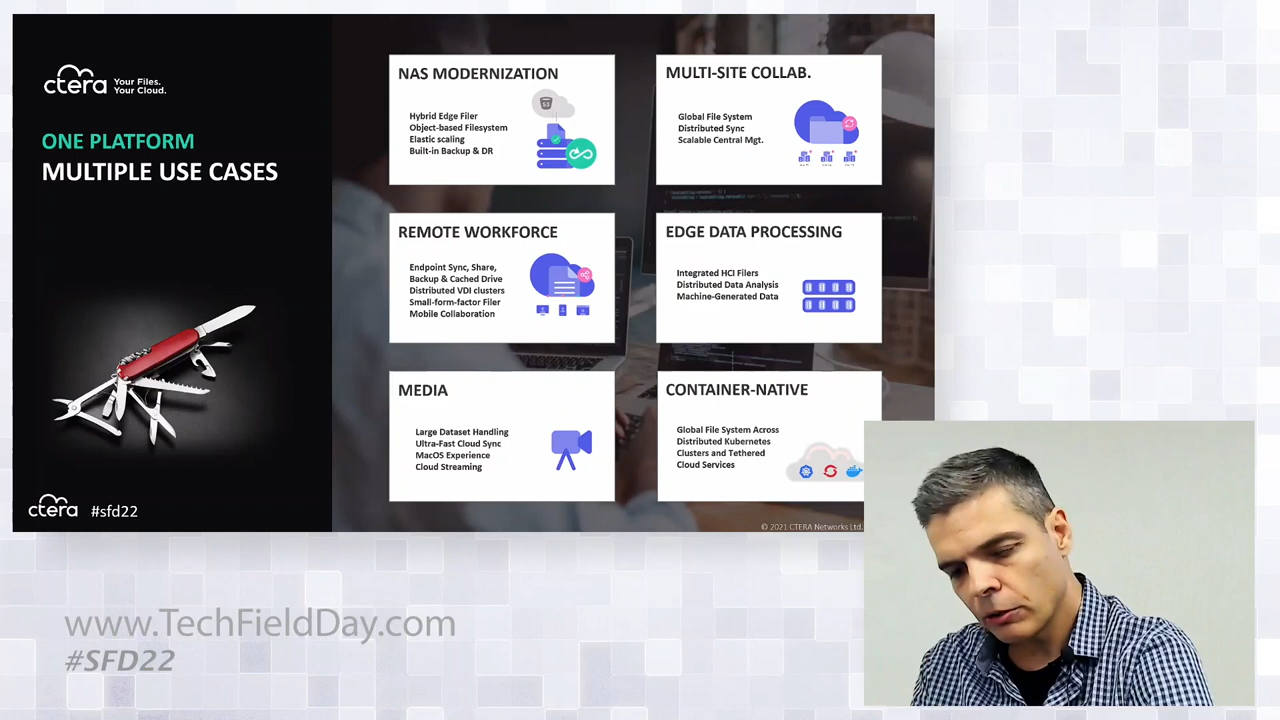 ctera Your Files.
Your Cloud.
ONE PLATFORM
MULTIPLE USE CASES
NAS MODERNIZATION
Hybrid Edge Filer
Object-based Filesystem
Elastic scaling
Built-in Backup & DR
MULTI-SITE COLLAB.
Global File System
Distributed Sync
Scalable Central Mgt.
REMOTE WORKFORCE
Endpoint Sync, Share,
Backup & Cached Drive
Distributed VDI clusters
Small-form-factor Filer
Mobile Collaboration
EDGE DATA PROCESSING
Integrated HCI Filers
Distributed Data Analysis
Machine-Generated Data
MEDIA
Large Dataset Handling
Ultra-Fast Cloud Sync
MacOS Experience
Cloud Streaming
CONTAINER-NATIVE
Global File System Across
Distributed Kubernetes
Clusters and Tethered
Cloud Services
ctera #sfd22
© 2021 CTERA Networks Ltd.
www.TechFieldDay.com
#SFD22